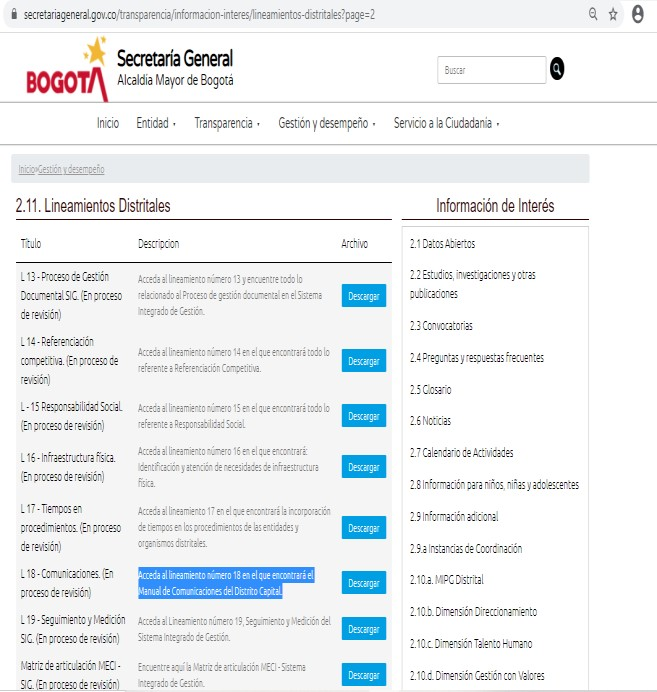 secretariageneral.gov.co/transparencia/informacion-interes/lineamientos-distritales?page=2
BOGOTÁ
Secretaría General
Alcaldía Mayor de Bogotá
Buscar
Inicio Entidad Transparencia Gestión y desempeño Servicio a la Ciudadanía
Inicio»Gestión y desempeño
2.11. Lineamientos Distritales
Título Descripcion Archivo
L 13 - Proceso de Gestión
Documental SIG. (En proceso
de revisión)
Acceda al lineamiento número 13 y encuentre todo lo
relacionado al Proceso de gestión documental en el Sistema
Integrado de Gestión.
Descargar
L 14 - Referenciación
competitiva. (En proceso de
revisión)
Acceda al lineamiento número 14 en el que encontrará todo lo
referente a Referenciación Competitiva.
Descargar
L - 15 Responsabilidad Social.
(En proceso de revisión)
Acceda al lineamiento número 15 en el que encontrará todo lo
referente a Responsabilidad Social.
Descargar
L 16 - Infraestructura física.
(En proceso de revisión)
Acceda al lineamiento número 16 en el que encontrará:
Identificación y atención de necesidades de infraestructura
física.
Descargar
L 17 - Tiempos en
procedimientos. (En proceso
de revisión)
Acceda al lineamiento 17 en el que encontrará la incorporación
de tiempos en los procedimientos de las entidades y
organismos distritales.
Descargar
L 18 - Comunicaciones. (En
proceso de revisión)
Acceda al lineamiento número 18 en el que encontrará el
Manual de Comunicaciones del Distrito Capital.
Descargar
L 19 - Seguimiento y Medición
SIG. (En proceso de revisión)
Acceda al Lineamiento número 19, Seguimiento y Medición del
Sistema Integrado de Gestión.
Descargar
Matriz de articulación MECI -
SIG. (En proceso de revisión)
Encuentre aquí la Matriz de articulación MECI - Sistema
Integrado de Gestión.
Descargar
Información de Interés
2.1 Datos Abiertos
2.2 Estudios, investigaciones y otras
publicaciones
2.3 Convocatorias
2.4 Preguntas y respuestas frecuentes
2.5 Glosario
2.6 Noticias
2.7 Calendario de Actividades
2.8 Información para niños, niñas y adolescentes
2.9 Información adicional
2.9.a Instancias de Coordinación
2.10.a. MIPG Distrital
2.10.b. Dimensión Direccionamiento
2.10.c. Dimensión Talento Humano
2.10.d. Dimensión Gestión con Valores